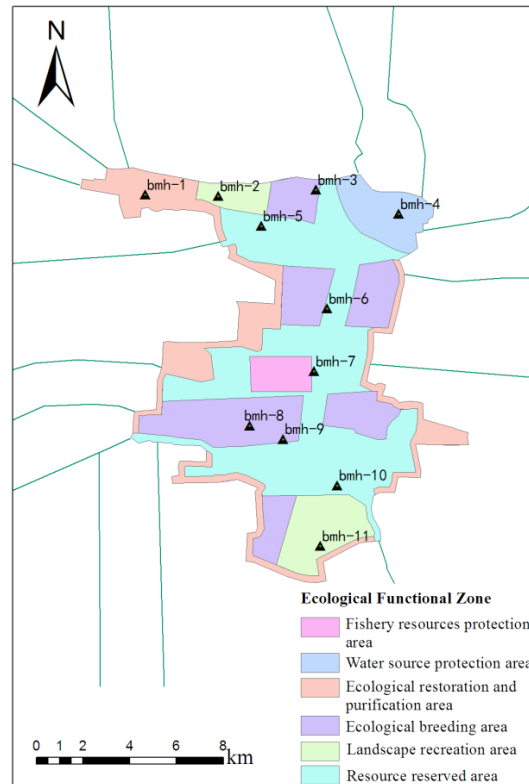 N
bmh-1
bmh-2
bmh-3
bmh-4
bmh-5
bmh-6
bmh-7
bmh-8
bmh-9
bmh-10
bmh-11
Ecological Functional Zone
Fishery resources protection
area
Water source protection area
Ecological restoration and
purification area
Ecological breeding area
Landscape recreation area
Resource reserved area
0 2 4 6 8
km